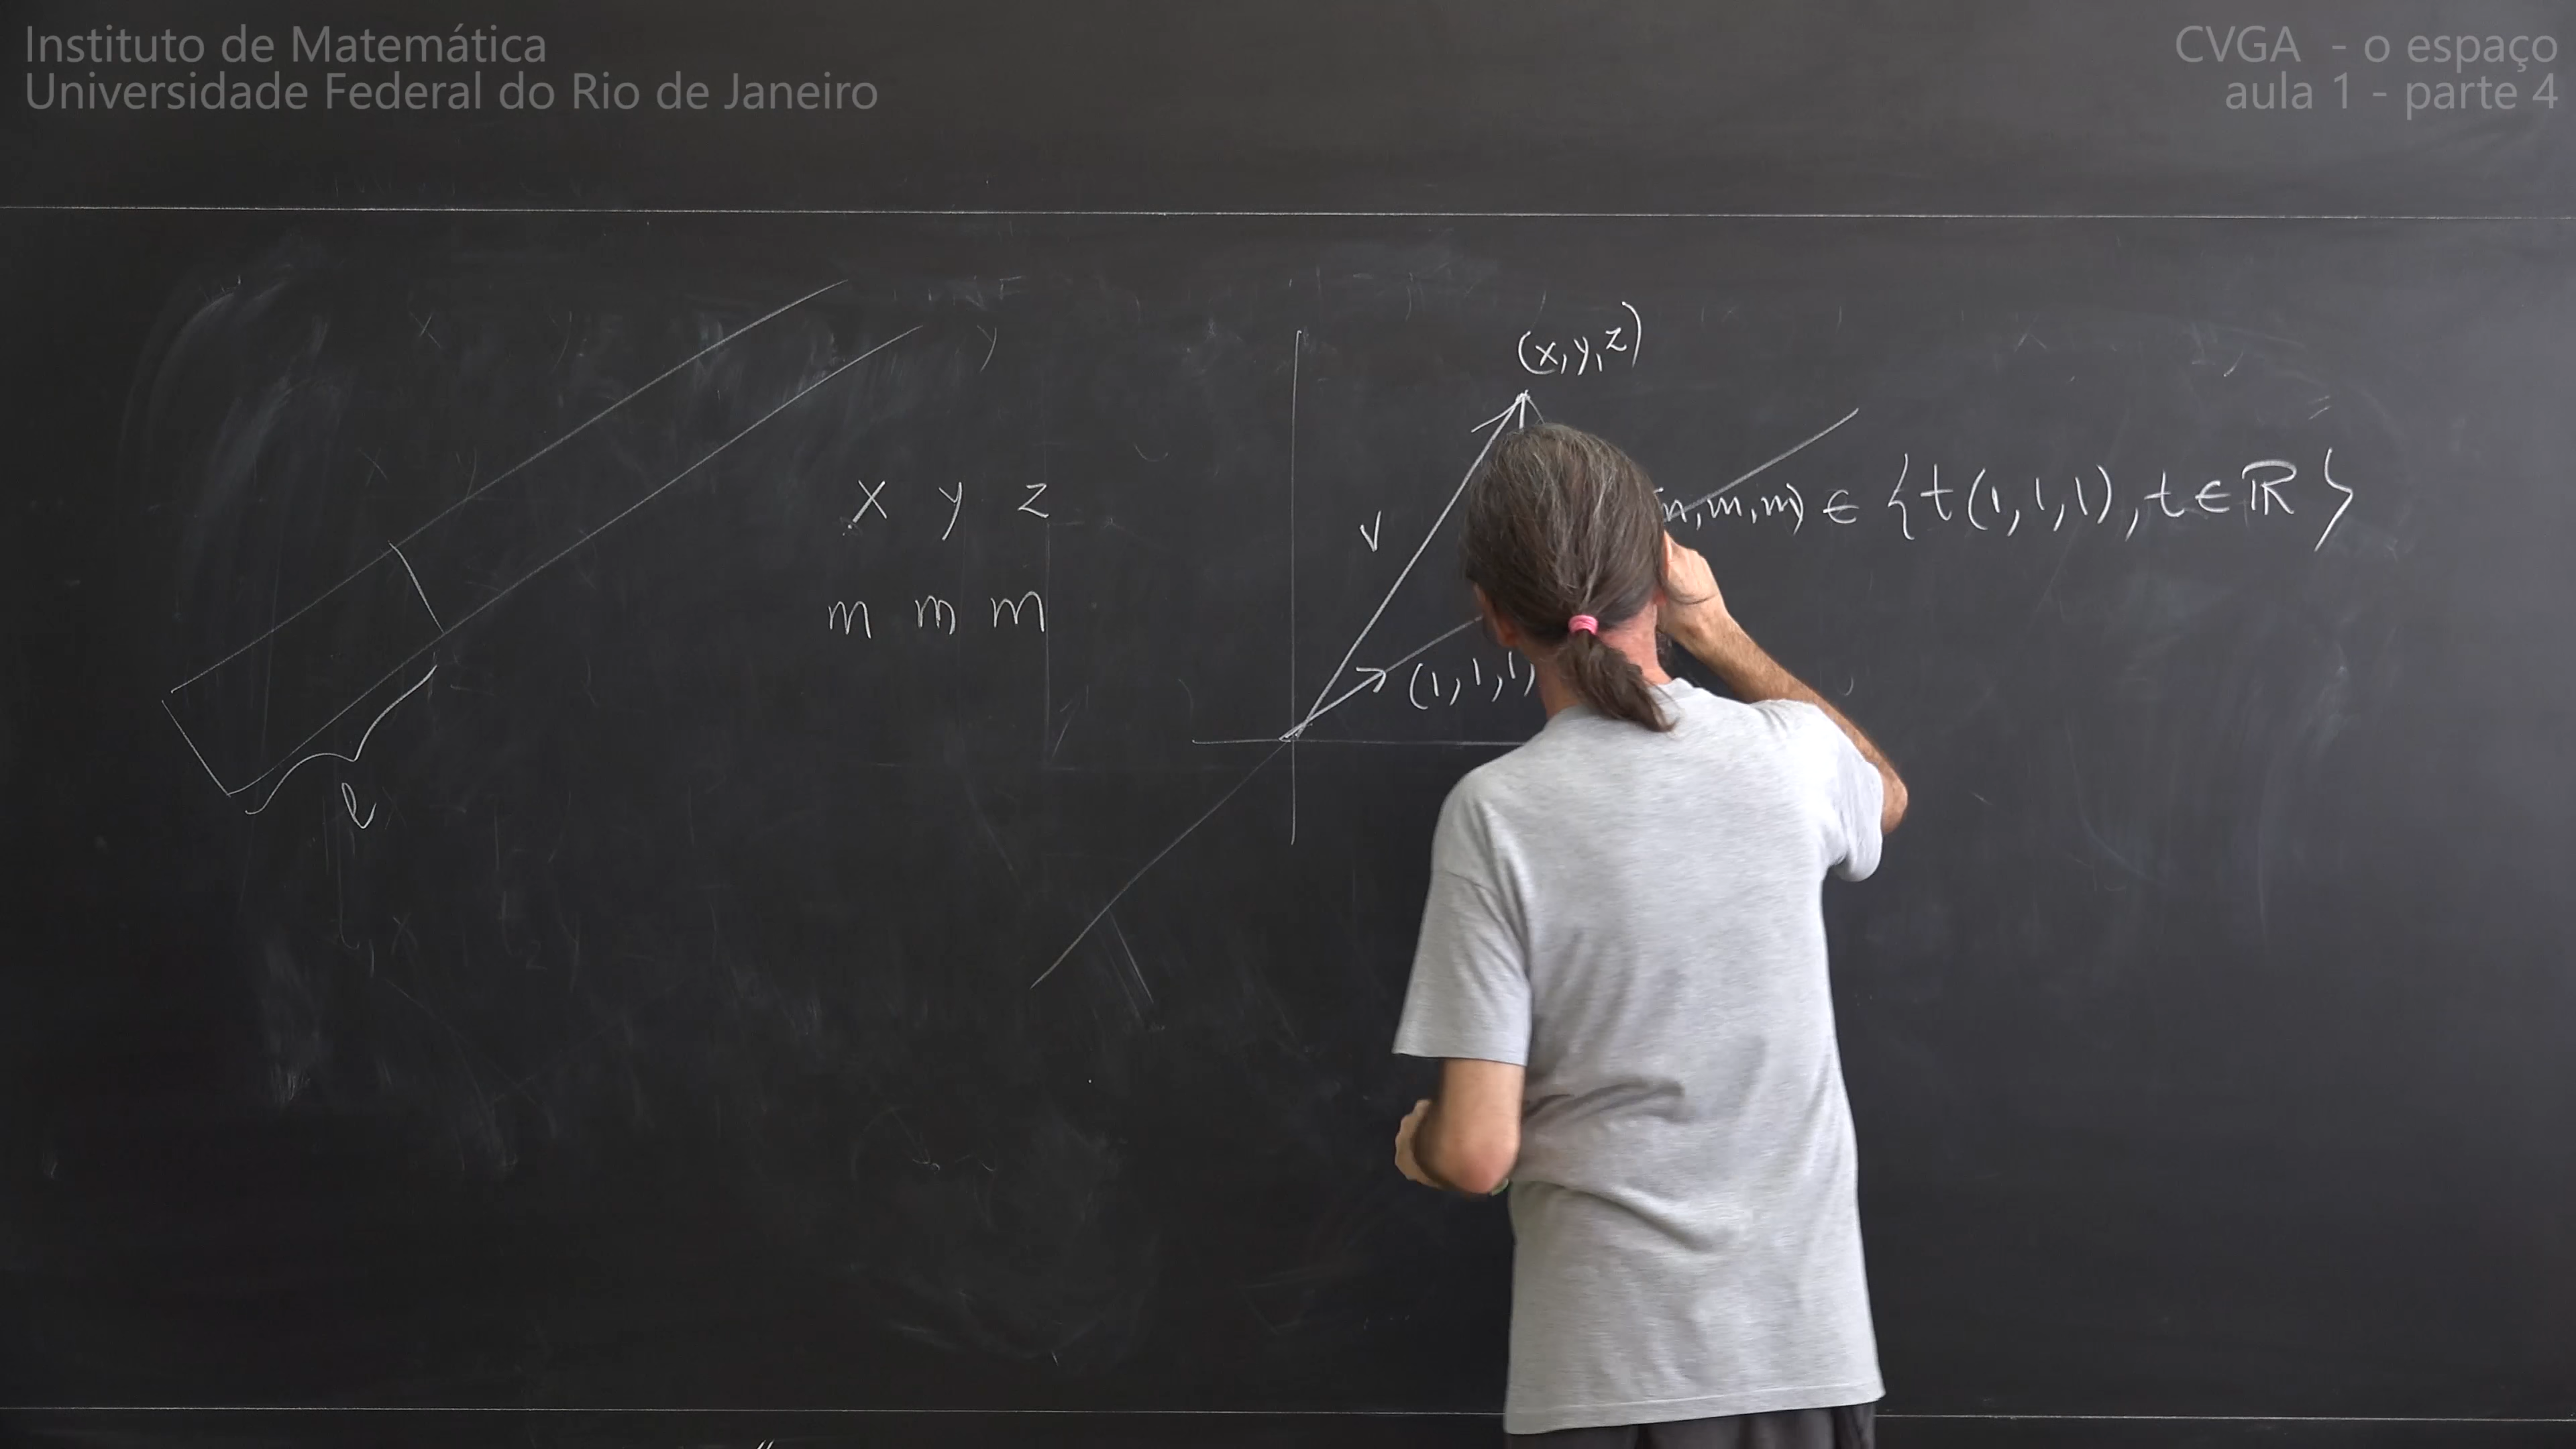 Instituto de Matemática
Universidade Federal do Rio de Janeiro
CVGA - o espaço
aula 1 - parte 4
(x,y,z)
x y z
m m m
v
m,m) ∈ {t(1,1,1), t ∈ ℝ}
(1,1,1)
l